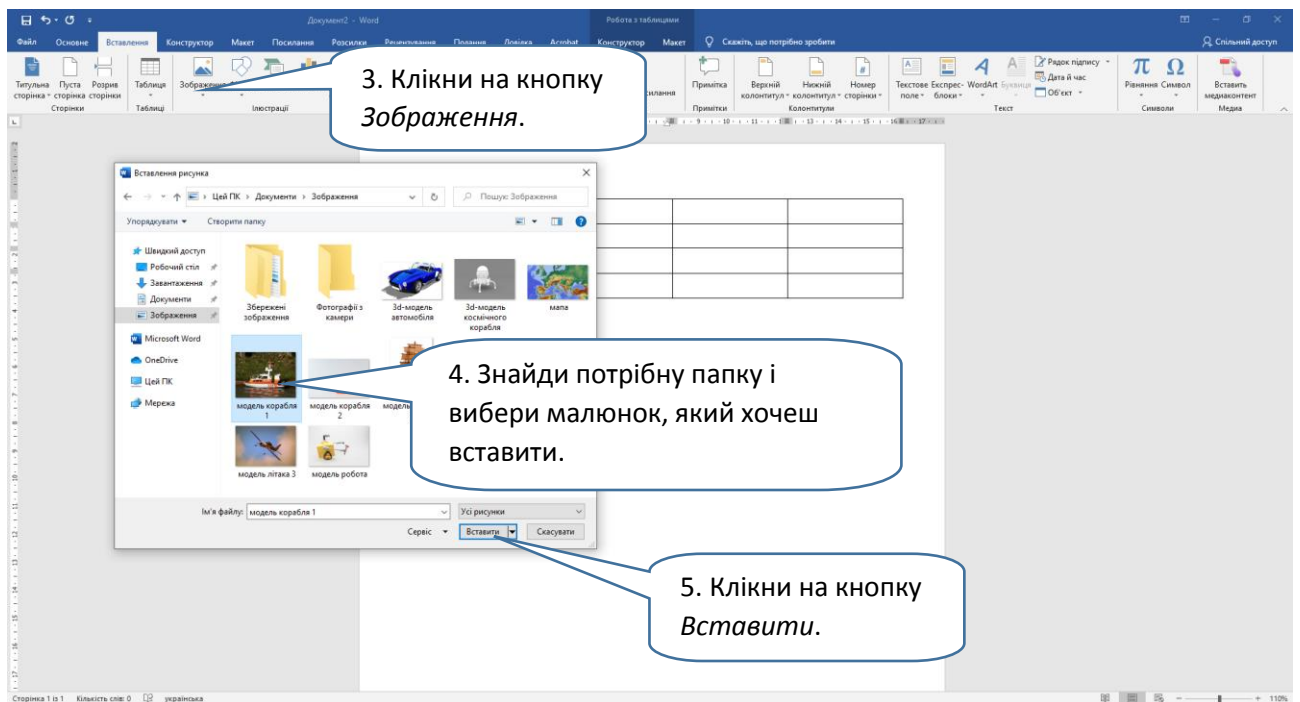 Документ2 - Word
Робота з таблицями
Файл Основне Вставлення Конструктор Макет Посилання Розсилки Рецензування Подання Довідка Acrobat Конструктор Макет Скажіть, що потрібно зробити Спільний доступ
Титульна сторінка
Пуста сторінка
Розрив сторінки
Таблиця
Зображення
Примітка
Верхній колонтитул
Нижній колонтитул
Номер сторінки
Текстове поле
Експрес-блоки
WordArt
Буквиця
Рядок підпису
Дата й час
Об'єкт
Рівняння
Символ
Вставить медиаконтент
Сторінки Таблиці Ілюстрації Примітки Колонтитули Текст Символи Медиа
3. Клікни на кнопку
Зображення.
Вставлення рисунка
Цей ПК › Документи › Зображення
Пошук: Зображення
Упорядкувати Створити папку
Швидкий доступ
Робочий стіл
Завантаження
Документи
Зображення
Microsoft Word
OneDrive
Цей ПК
Мережа
Збережені зображення
Фотографії з камери
3d-модель автомобіля
3d-модель космічного корабля
мапа
модель корабля 1
модель корабля 2
модель
модель літака 3
модель робота
4. Знайди потрібну папку і
вибери малюнок, який хочеш
вставити.
Ім'я файлу: модель корабля 1
Усі рисунки
Сервіс Вставити Скасувати
5. Клікни на кнопку
Вставити.
Сторінка 1 із 1 Кількість слів: 0 українська 110%